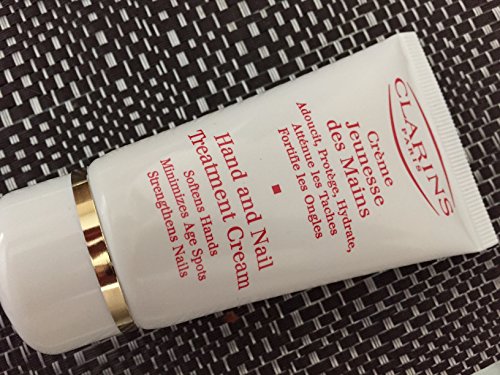 CLARINS
PARIS
Crème
Jeunesse
des Mains
Adoucit, Protège, Hydrate,
Atténue les Taches
Fortifie les Ongles
Hand and Nail
Treatment Cream
Softens Hands
Minimizes Age Spots
Strengthens Nails